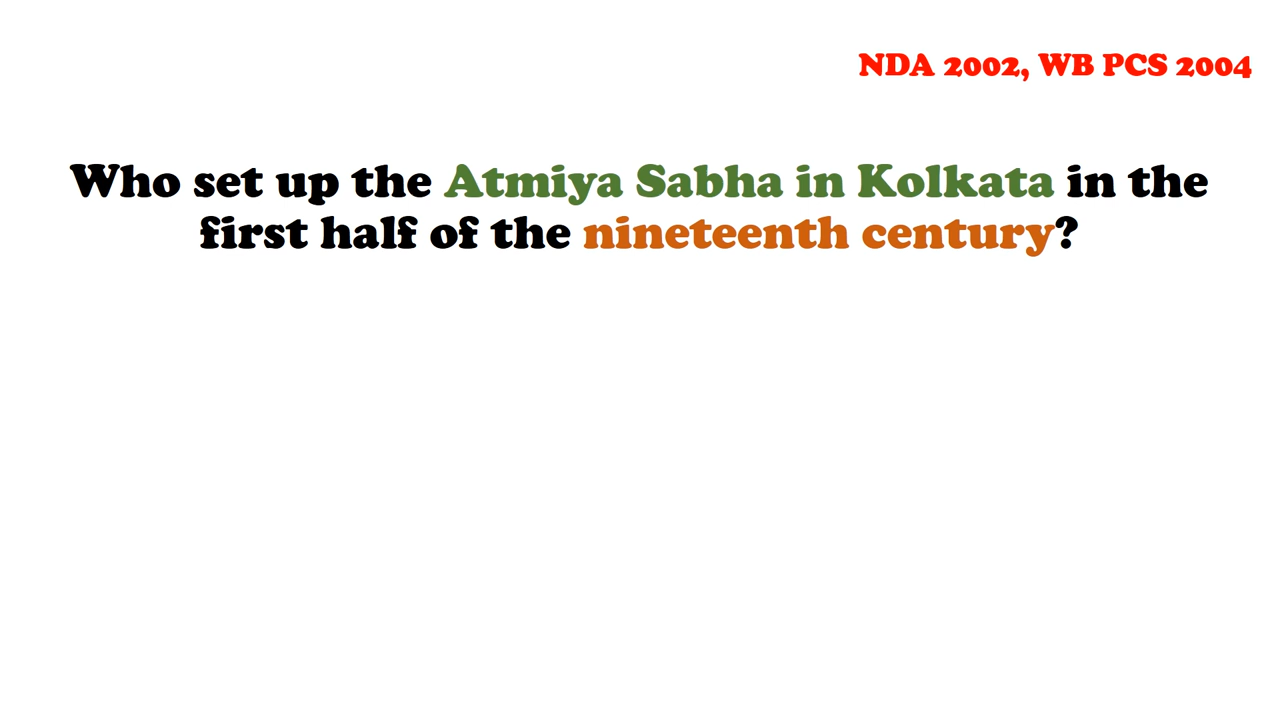 NDA 2002, WB PCS 2004
Who set up the Atmiya Sabha in Kolkata in the
first half of the nineteenth century?